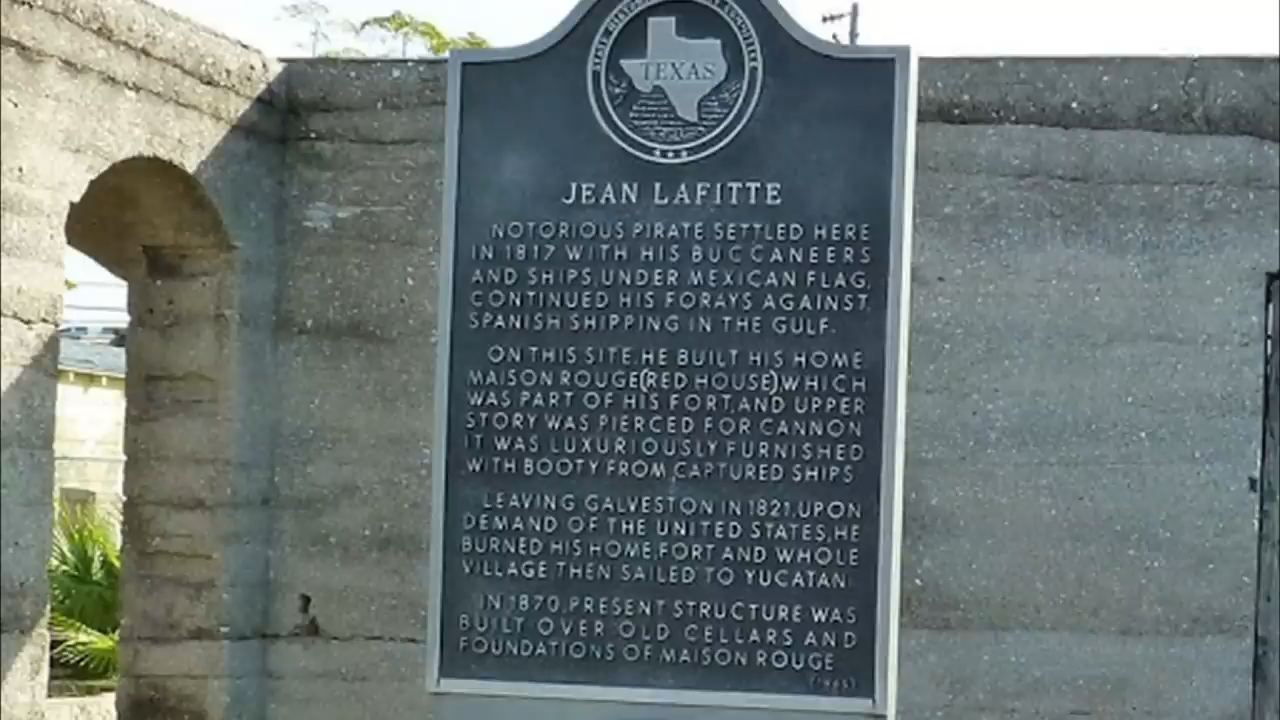 TEXAS
JEAN LAFITTE
NOTORIOUS PIRATE. SETTLED HERE
IN 1817 WITH HIS BUCCANEERS
AND SHIPS. UNDER MEXICAN FLAG,
CONTINUED HIS FORAYS AGAINST
SPANISH SHIPPING IN THE GULF.
ON THIS SITE, HE BUILT HIS HOME
MAISON ROUGE (RED HOUSE), WHICH
WAS PART OF HIS FORT, AND UPPER
STORY WAS PIERCED FOR CANNON
IT WAS LUXURIOUSLY FURNISHED
WITH BOOTY FROM CAPTURED SHIPS
LEAVING GALVESTON IN 1821, UPON
DEMAND OF THE UNITED STATES, HE
BURNED HIS HOME, FORT AND WHOLE
VILLAGE THEN SAILED TO YUCATAN.
IN 1870, PRESENT STRUCTURE WAS
BUILT OVER OLD CELLARS AND
FOUNDATIONS OF MAISON ROUGE
(1965)